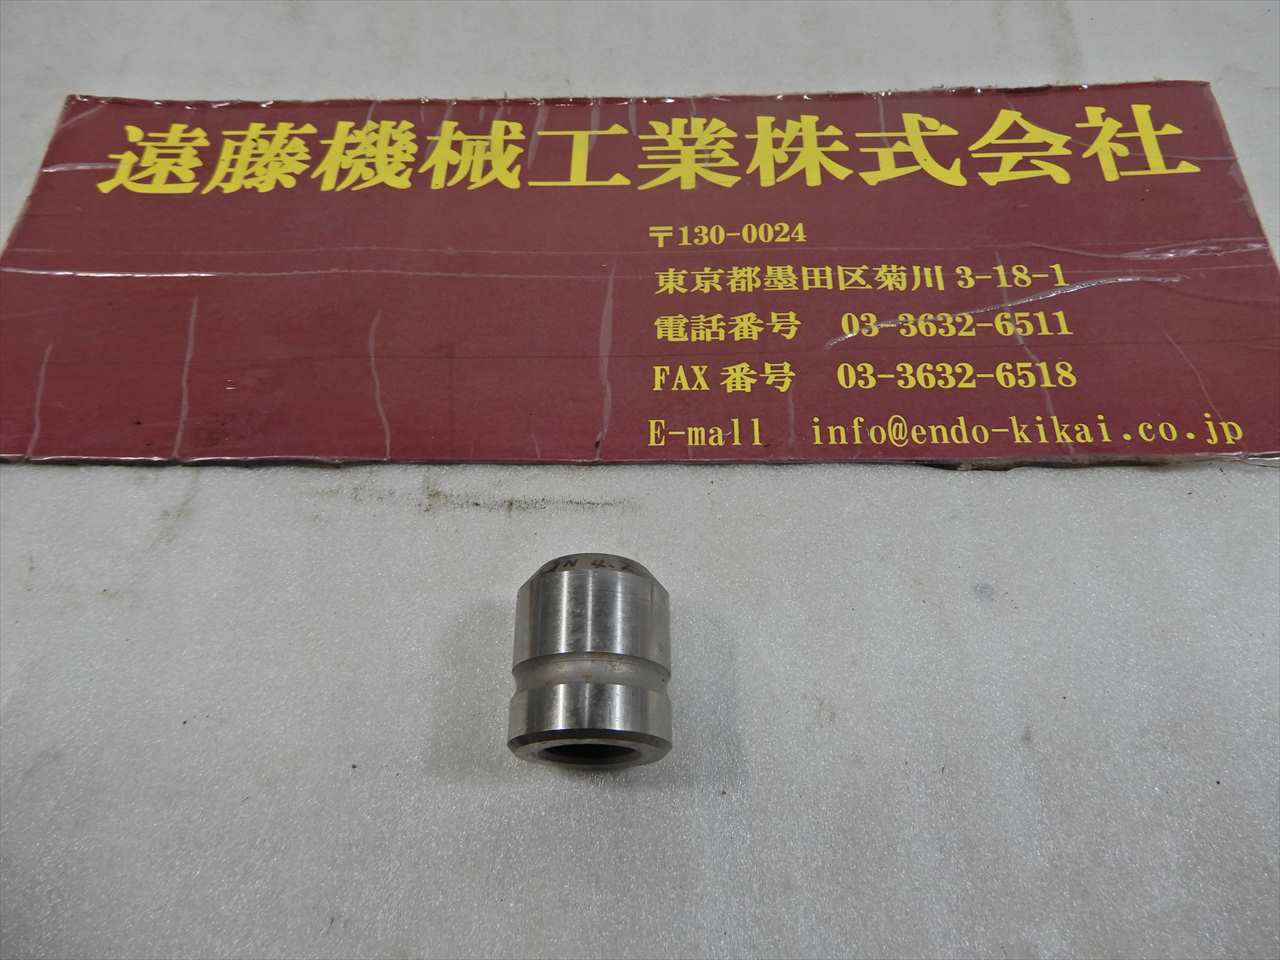 遠藤機械工業株式会社
〒130-0024
東京都墨田区菊川 3-18-1
電話番号 03-3632-6511
FAX 番号 03-3632-6518
E-mall info@endo-kikai.co.jp